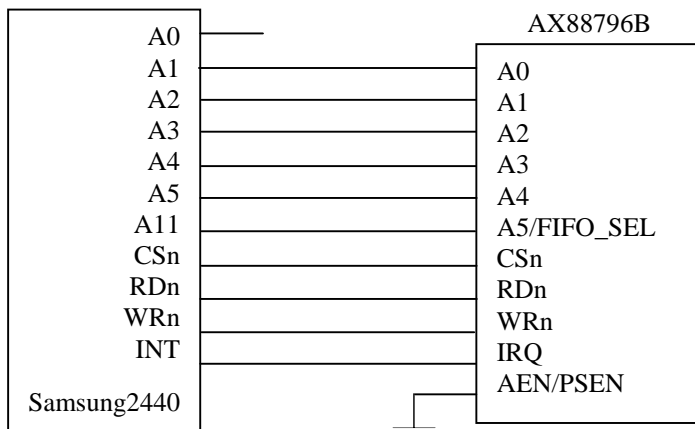 AX88796B
A0
A1
A2
A3
A4
A5
A11
CSn
RDn
WRn
INT
Samsung2440
A0
A1
A2
A3
A4
A5/FIFO_SEL
CSn
RDn
WRn
IRQ
AEN/PSEN